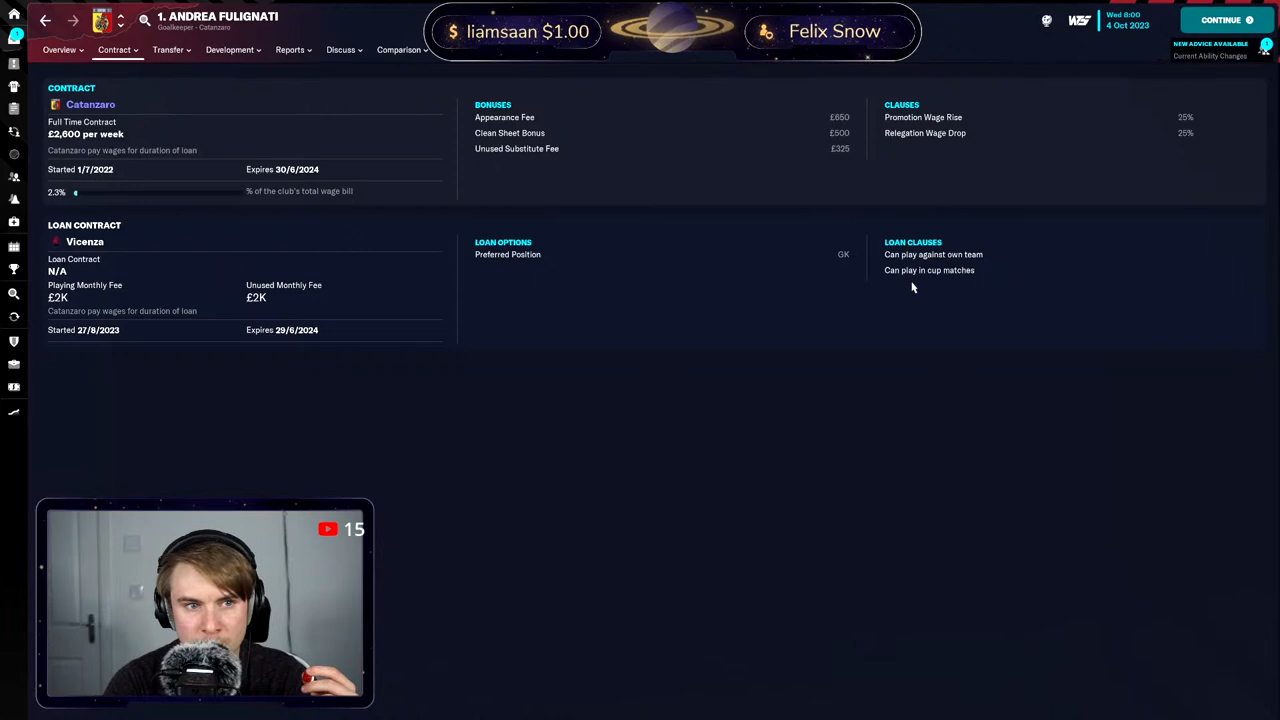 1. ANDREA FULIGNATI
Goalkeeper - Catanzaro
liamsaan $1.00
Felix Snow
Wed 8:00
4 Oct 2023
CONTINUE
NEW ADVICE AVAILABLE
Current Ability Changes
1
1
Overview
Contract
Transfer
Development
Reports
Discuss
Comparison
CONTRACT
Catanzaro
Full Time Contract
£2,600 per week
Catanzaro pay wages for duration of loan
Started 1/7/2022
Expires 30/6/2024
2.3%
% of the club's total wage bill
BONUSES
Appearance Fee £650
Clean Sheet Bonus £500
Unused Substitute Fee £325
CLAUSES
Promotion Wage Rise 25%
Relegation Wage Drop 25%
LOAN CONTRACT
Vicenza
Loan Contract
N/A
Playing Monthly Fee
£2K
Unused Monthly Fee
£2K
Catanzaro pay wages for duration of loan
Started 27/8/2023
Expires 29/6/2024
LOAN OPTIONS
Preferred Position GK
LOAN CLAUSES
Can play against own team
Can play in cup matches
15